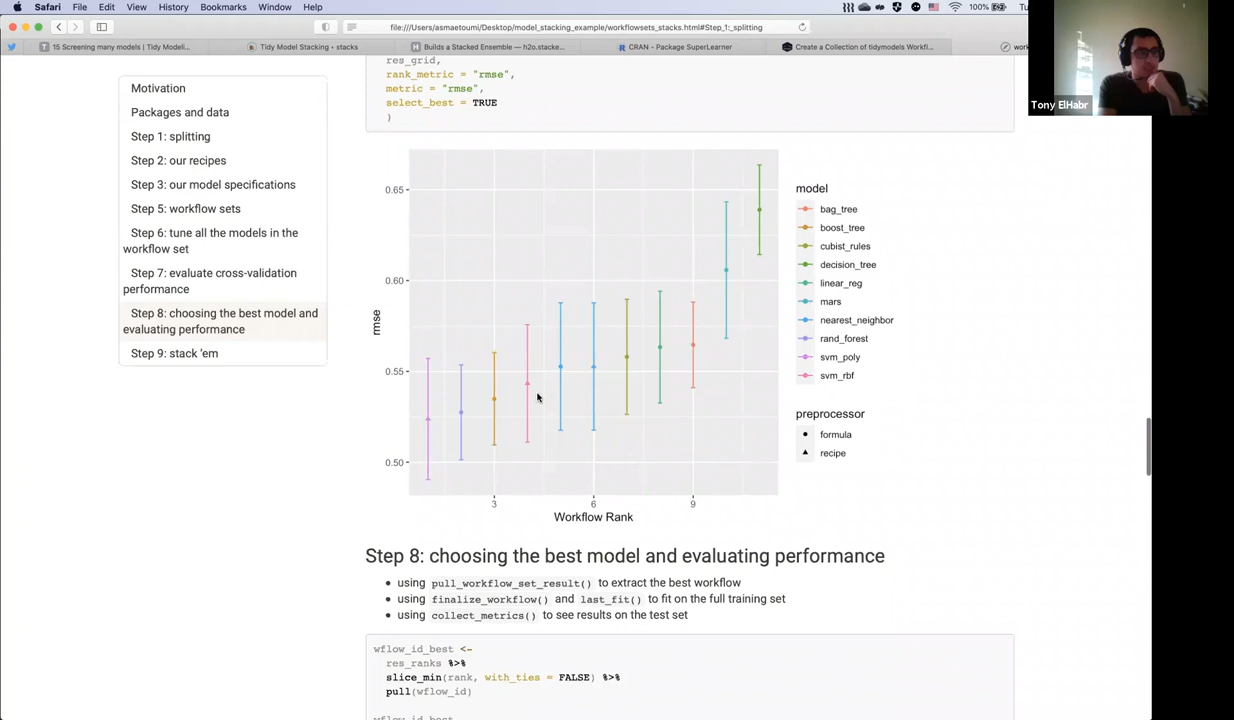 Safari File Edit View History Bookmarks Window Help 100% Tu
file:///Users/asmaetoumi/Desktop/model_stacking_example/workflowsets_stacks.html#Step_1:_splitting
15 Screening many models | Tidy Model... Tidy Model Stacking • stacks Builds a Stacked Ensemble — h2o.stacke... CRAN - Package SuperLearner Create a Collection of tidymodels Workfl... wor
Tony ElHabr
Motivation
Packages and data
Step 1: splitting
Step 2: our recipes
Step 3: our model specifications
Step 5: workflow sets
Step 6: tune all the models in the
workflow set
Step 7: evaluate cross-validation
performance
Step 8: choosing the best model and
evaluating performance
Step 9: stack 'em
res_grid,
rank_metric = "rmse",
metric = "rmse",
select_best = TRUE
)
0.65
0.60
0.55
0.50
rmse
3 6 9
Workflow Rank
model
bag_tree
boost_tree
cubist_rules
decision_tree
linear_reg
mars
nearest_neighbor
rand_forest
svm_poly
svm_rbf
preprocessor
formula
recipe
Step 8: choosing the best model and evaluating performance
• using pull_workflow_set_result() to extract the best workflow
• using finalize_workflow() and last_fit() to fit on the full training set
• using collect_metrics() to see results on the test set
wflow_id_best <-
res_ranks %>%
slice_min(rank, with_ties = FALSE) %>%
pull(wflow_id)
wflow_id_best